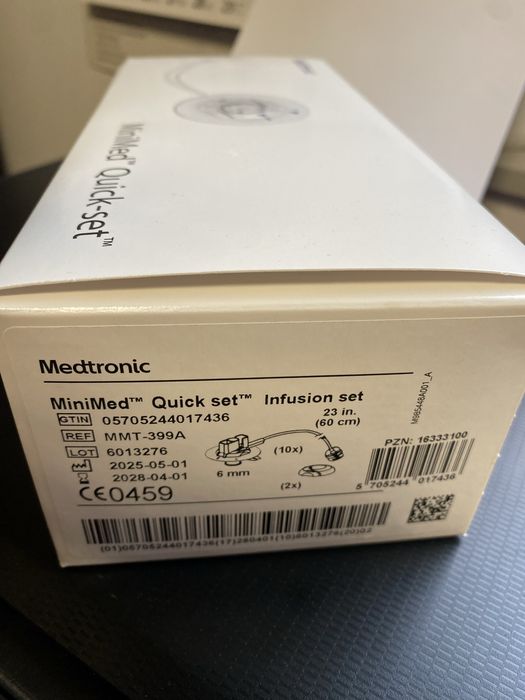 MiniMed™ Quick-set™
Medtronic
MiniMed™ Quick set™ Infusion set
GTIN 05705244017436
23 in.
(60 cm)
REF MMT-399A
LOT 6013276
2025-05-01
2028-04-01
CE0459
6 mm
(10x)
(2x)
M985448A001_A
PZN: 16333100
5 705244 017436
(01)05705244017436(17)280401(10)6013276(20)02